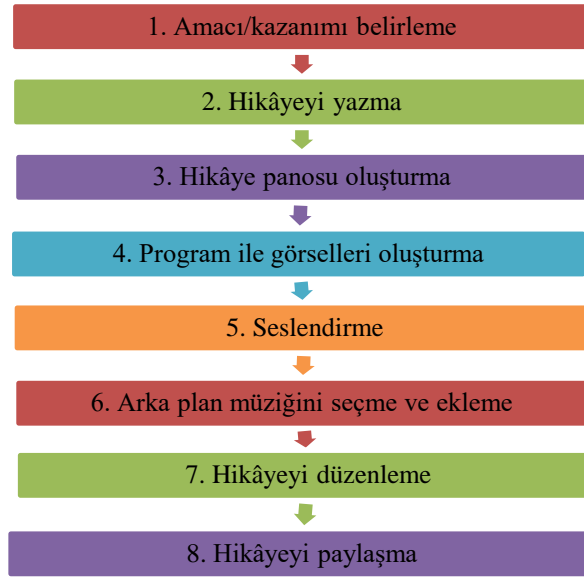 1. Amacı/kazanımı belirleme
2. Hikâyeyi yazma
3. Hikâye panosu oluşturma
4. Program ile görselleri oluşturma
5. Seslendirme
6. Arka plan müziğini seçme ve ekleme
7. Hikâyeyi düzenleme
8. Hikâyeyi paylaşma